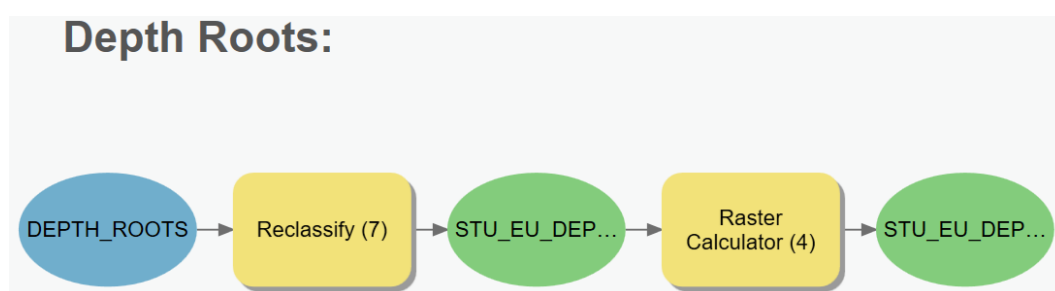 Depth Roots:
DEPTH_ROOTS
Reclassify (7)
STU_EU_DEP...
Raster
Calculator (4)
STU_EU_DEP...